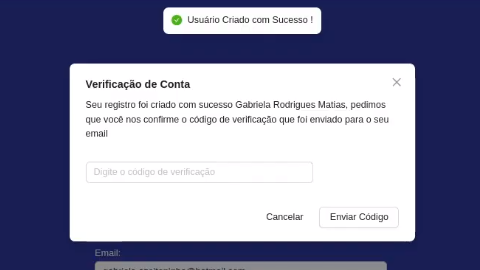 Usuário Criado com Sucesso !
Verificação de Conta
Seu registro foi criado com sucesso Gabriela Rodrigues Matias, pedimos
que você nos confirme o código de verificação que foi enviado para o seu
email
Digite o código de verificação
Cancelar
Enviar Código
Email: